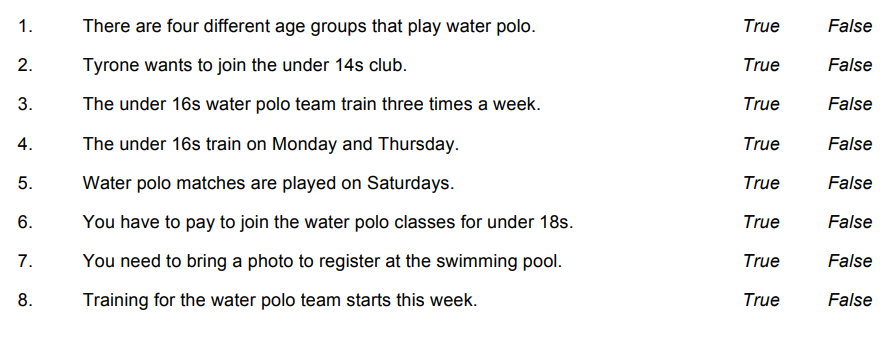 1. There are four different age groups that play water polo. True False
2. Tyrone wants to join the under 14s club. True False
3. The under 16s water polo team train three times a week. True False
4. The under 16s train on Monday and Thursday. True False
5. Water polo matches are played on Saturdays. True False
6. You have to pay to join the water polo classes for under 18s. True False
7. You need to bring a photo to register at the swimming pool. True False
8. Training for the water polo team starts this week. True False